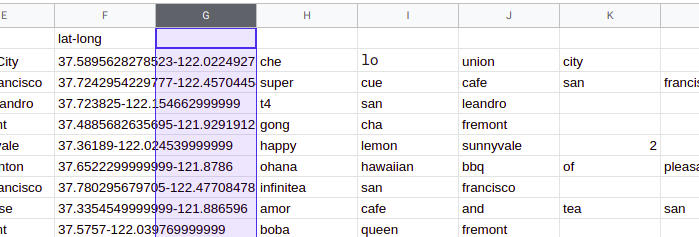 E F G H I J K
lat-long
City 37.5895628278523-122.0224927 che lo union city
ancisco 37.7242954229777-122.4570445 super cue cafe san francis
andro 37.723825-122.154662999999 t4 san leandro
nt 37.4885682635695-121.9291912 gong cha fremont
vale 37.36189-122.024539999999 happy lemon sunnyvale 2
nton 37.6522299999999-121.8786 ohana hawaiian bbq of pleasa
ancisco 37.780295679705-122.47708478 infinitea san francisco
se 37.3354549999999-121.886596 amor cafe and tea san
nt 37.5757-122.039769999999 boba queen fremont